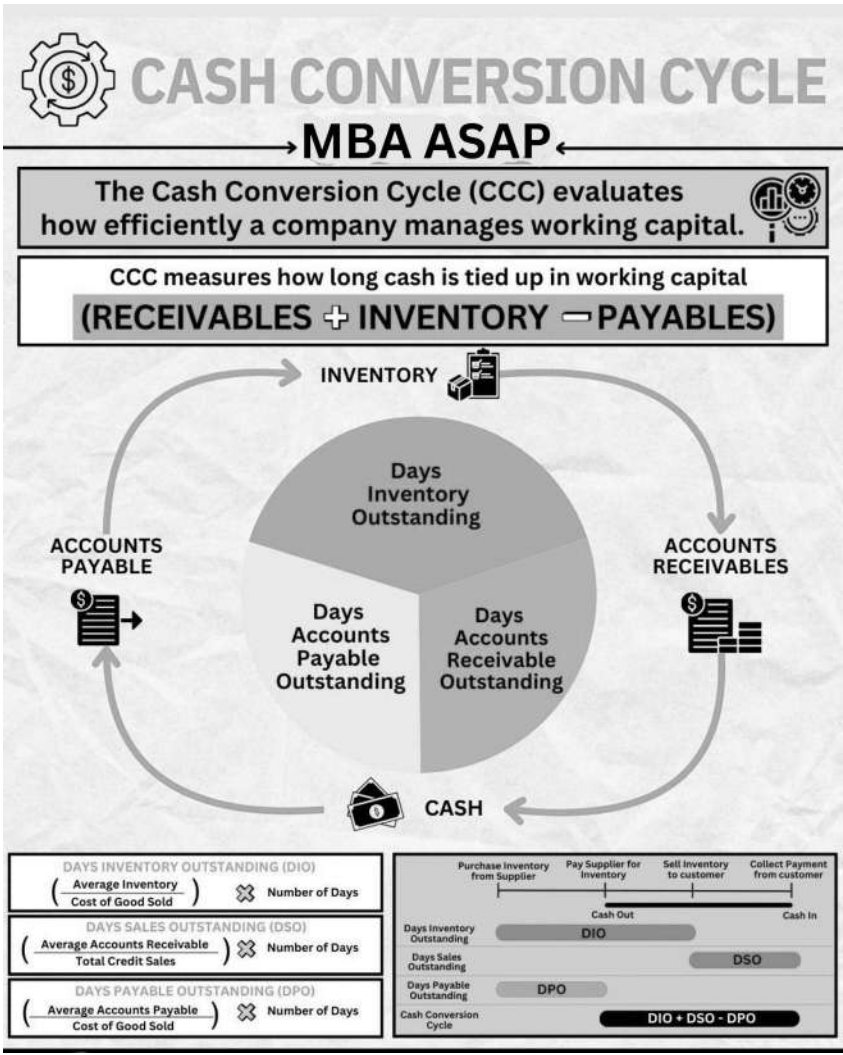 CASH CONVERSION CYCLE
MBA ASAP
The Cash Conversion Cycle (CCC) evaluates
how efficiently a company manages working capital.
CCC measures how long cash is tied up in working capital
(RECEIVABLES + INVENTORY - PAYABLES)
INVENTORY
Days
Inventory
Outstanding
ACCOUNTS
PAYABLE
ACCOUNTS
RECEIVABLES
Days
Accounts
Payable
Outstanding
Days
Accounts
Receivable
Outstanding
CASH
DAYS INVENTORY OUTSTANDING (DIO)
( Average Inventory
Cost of Good Sold ) × Number of Days
DAYS SALES OUTSTANDING (DSO)
( Average Accounts Receivable
Total Credit Sales ) × Number of Days
DAYS PAYABLE OUTSTANDING (DPO)
( Average Accounts Payable
Cost of Good Sold ) × Number of Days
Purchase Inventory
from Supplier
Pay Supplier for
Inventory
Sell Inventory
to customer
Collect Payment
from customer
Cash Out
Cash In
Days Inventory
Outstanding
DIO
Days Sales
Outstanding
DSO
Days Payable
Outstanding
DPO
Cash Conversion
Cycle
DIO + DSO - DPO